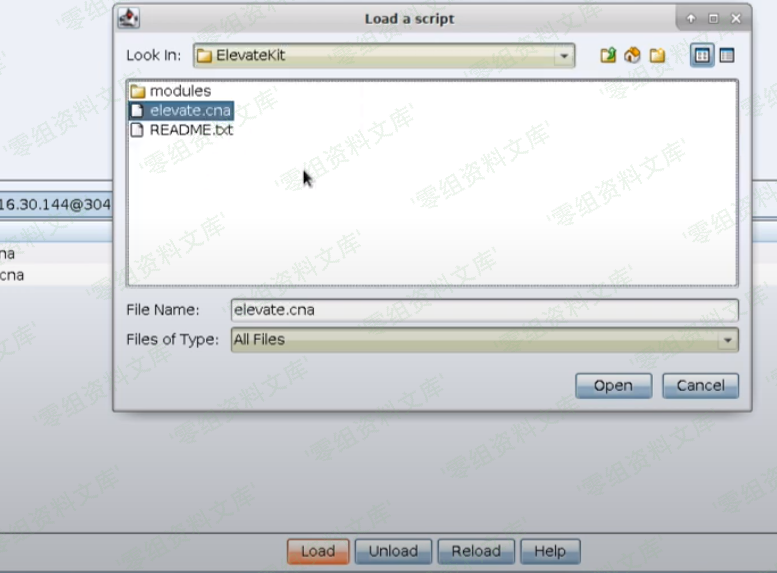 Load a script
Look In: ElevateKit
modules
elevate.cna
README.txt
16.30.144@304
na
cna
File Name: elevate.cna
Files of Type: All Files
Open Cancel
Load Unload Reload Help
'零组资料文库'